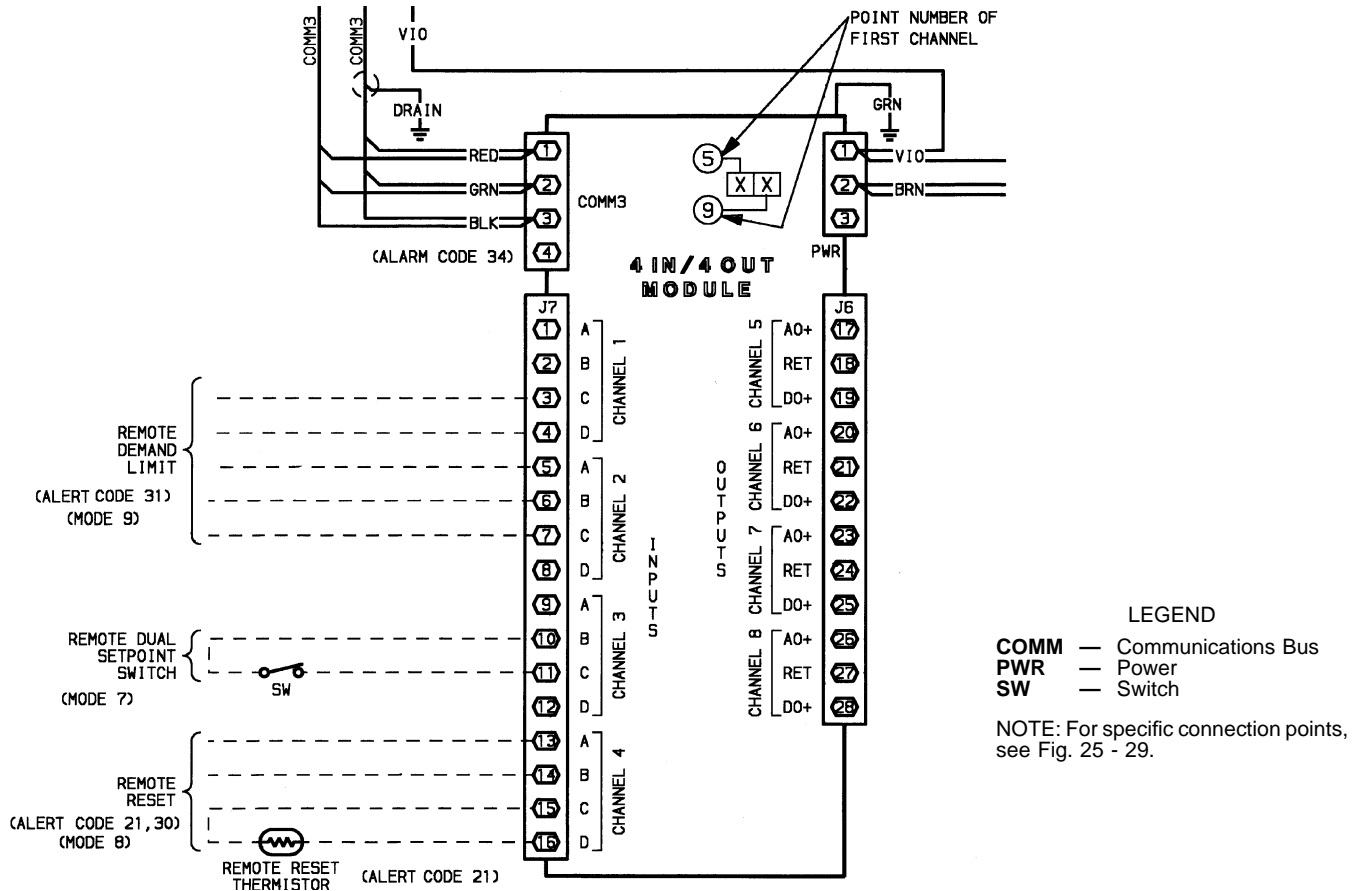 COMM3
COMM3
VIO
POINT NUMBER OF
FIRST CHANNEL
DRAIN
GRN
1
RED
2
GRN
3
BLK
4
COMM3
(ALARM CODE 34)
5
X X
9
1
VIO
2
BRN
3
PWR
4 IN/4 OUT
MODULE
J7
1 A
2 B
3 C
4 D
CHANNEL 1
5 A
6 B
7 C
8 D
CHANNEL 2
9 A
10 B
11 C
12 D
CHANNEL 3
13 A
14 B
15 C
16 D
CHANNEL 4
INPUTS
OUTPUTS
J6
CHANNEL 5
AO+ 17
RET 18
DO+ 19
CHANNEL 6
AO+ 20
RET 21
DO+ 22
CHANNEL 7
AO+ 23
RET 24
DO+ 25
CHANNEL 8
AO+ 26
RET 27
DO+ 28
REMOTE
DEMAND
LIMIT
(ALERT CODE 31)
(MODE 9)
REMOTE DUAL
SETPOINT
SWITCH
SW
(MODE 7)
REMOTE
RESET
(ALERT CODE 21,30)
(MODE 8)
REMOTE RESET
THERMISTOR
(ALERT CODE 21)
LEGEND
COMM — Communications Bus
PWR — Power
SW — Switch
NOTE: For specific connection points,
see Fig. 25 - 29.